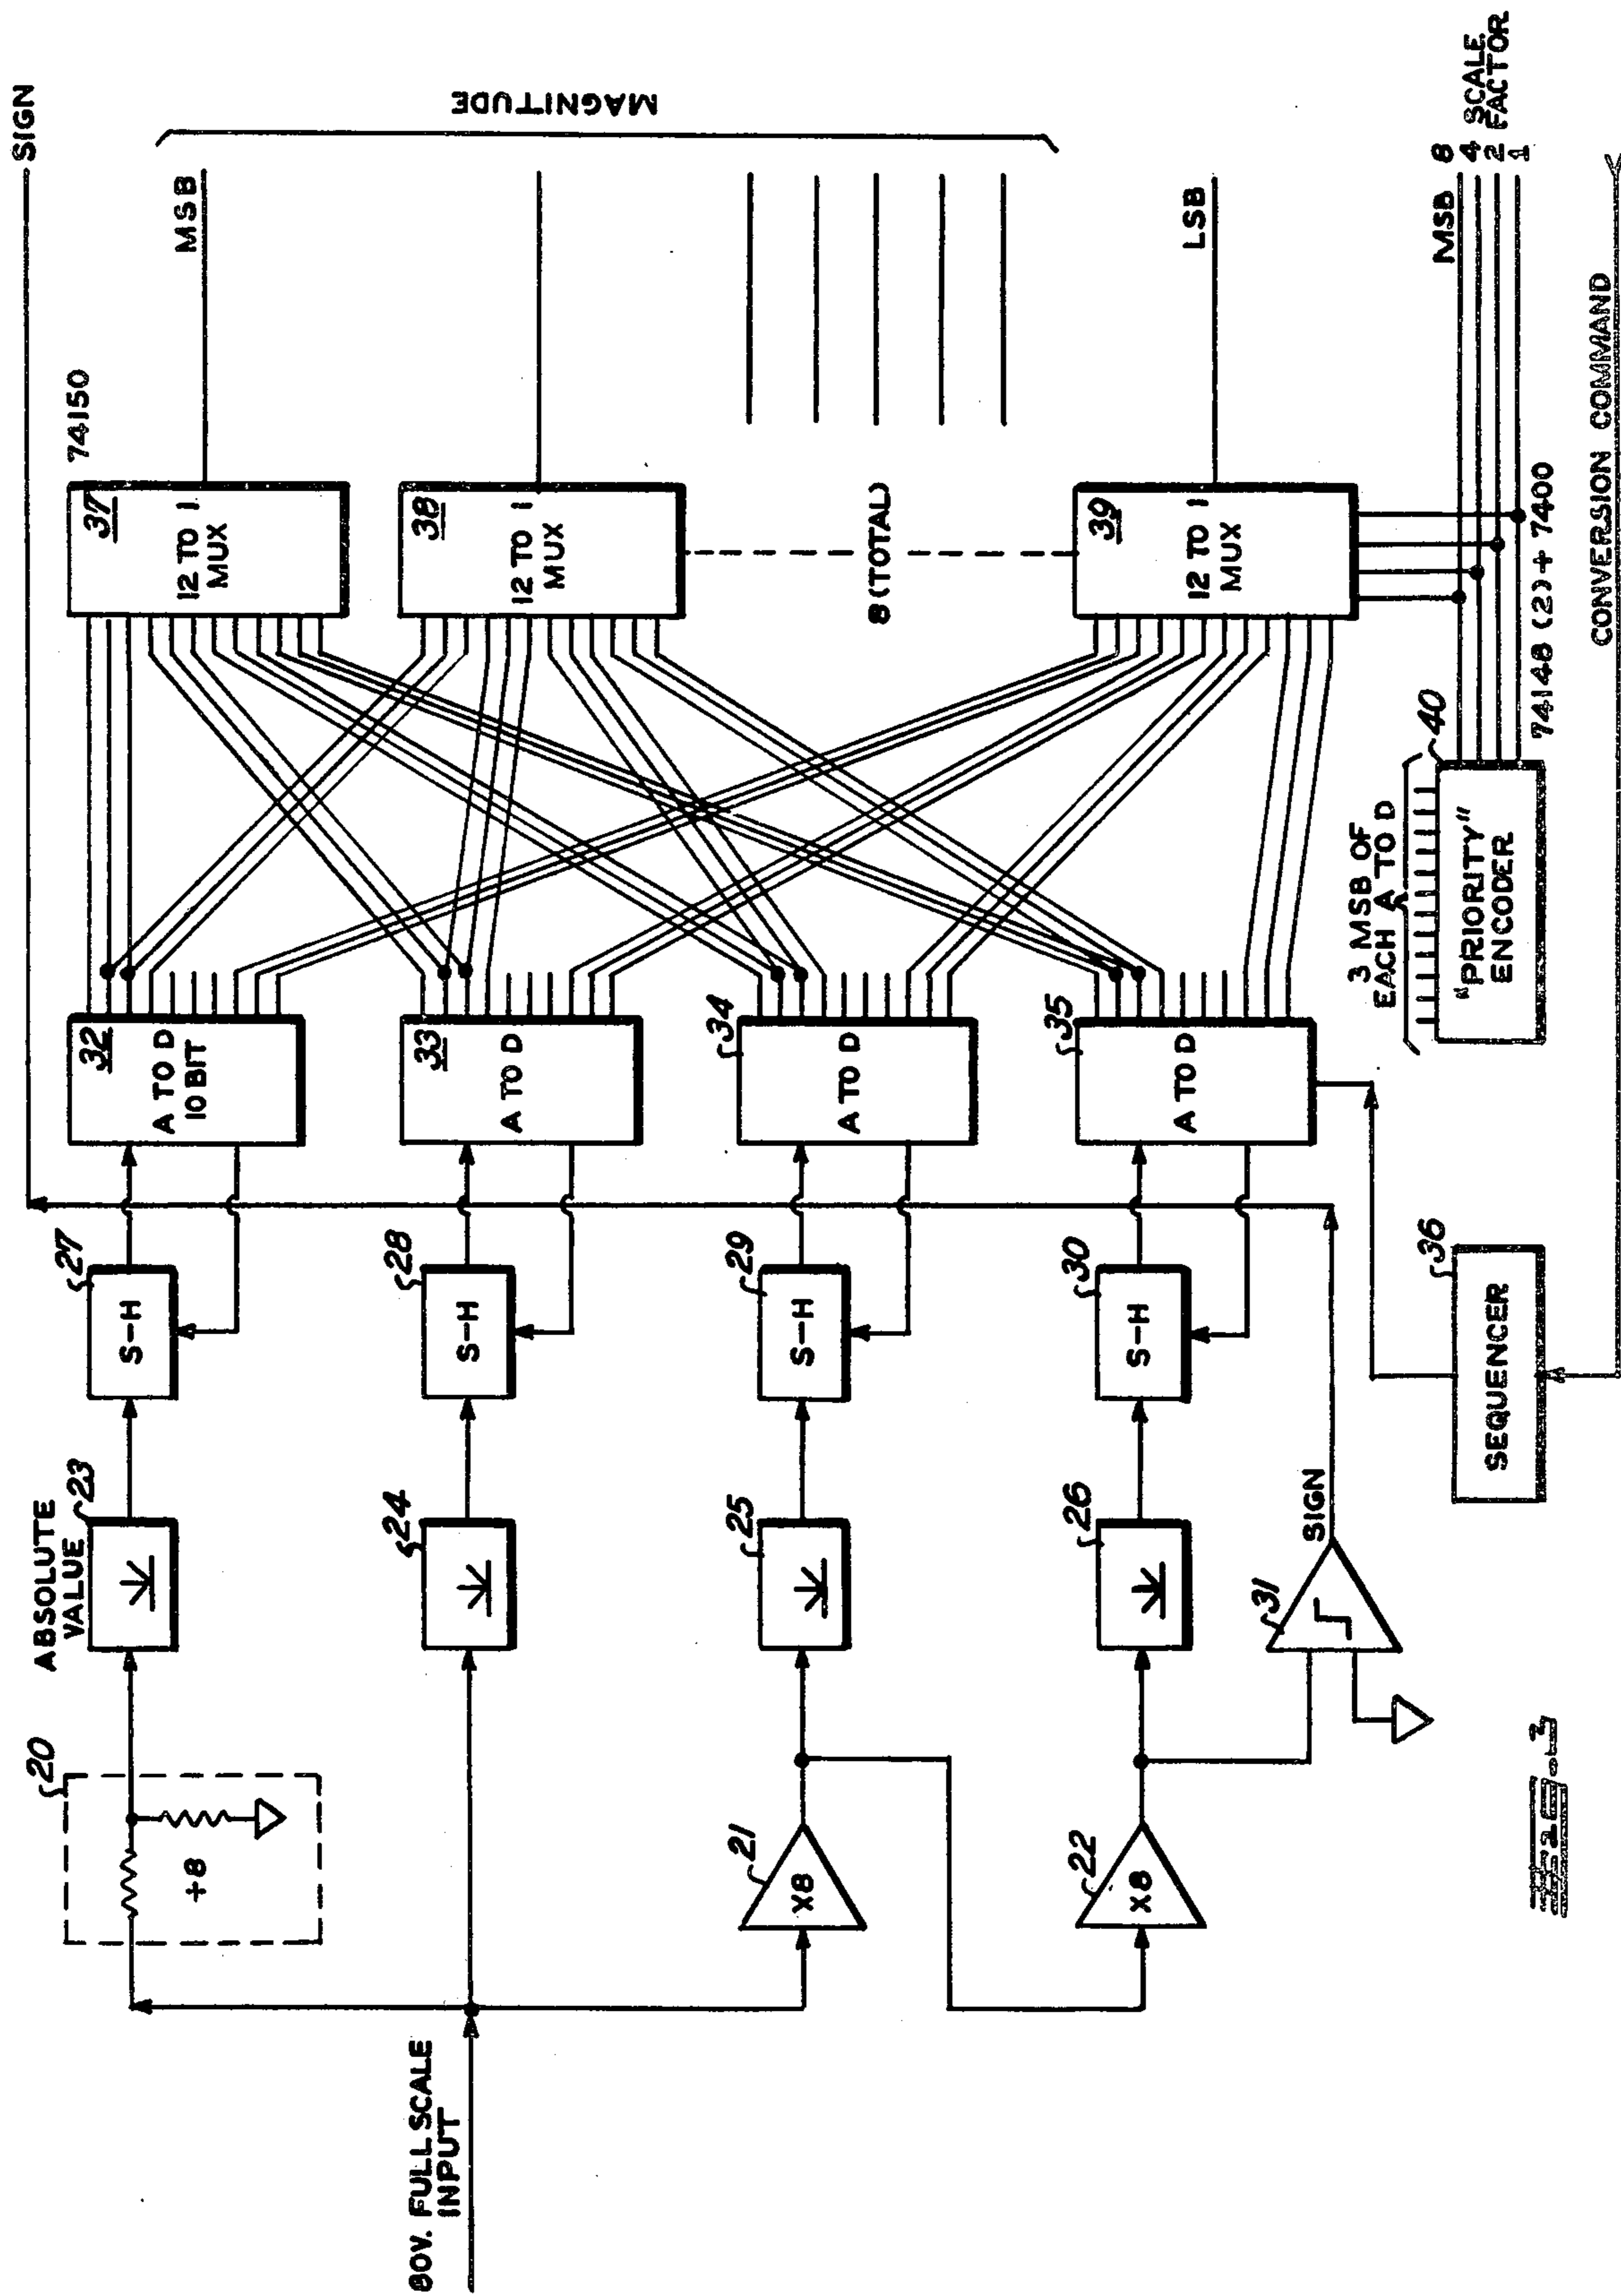 SIGN
MAGNITUDE
MSB
LSB
MSB 8
4 SCALE
2 FACTOR
1
74150
37
12 TO 1
MUX
38
12 TO 1
MUX
8 (TOTAL)
39
12 TO 1
MUX
74148 (2) + 7400
CONVERSION COMMAND
40
3 MSB OF
EACH A TO D
"PRIORITY"
ENCODER
32
A TO D
10 BIT
33
A TO D
34
A TO D
35
A TO D
27
S-H
28
S-H
29
S-H
30
S-H
36
SEQUENCER
ABSOLUTE
VALUE
23
24
25
26
SIGN
31
20
÷8
21
X8
22
X8
80V. FULL SCALE
INPUT